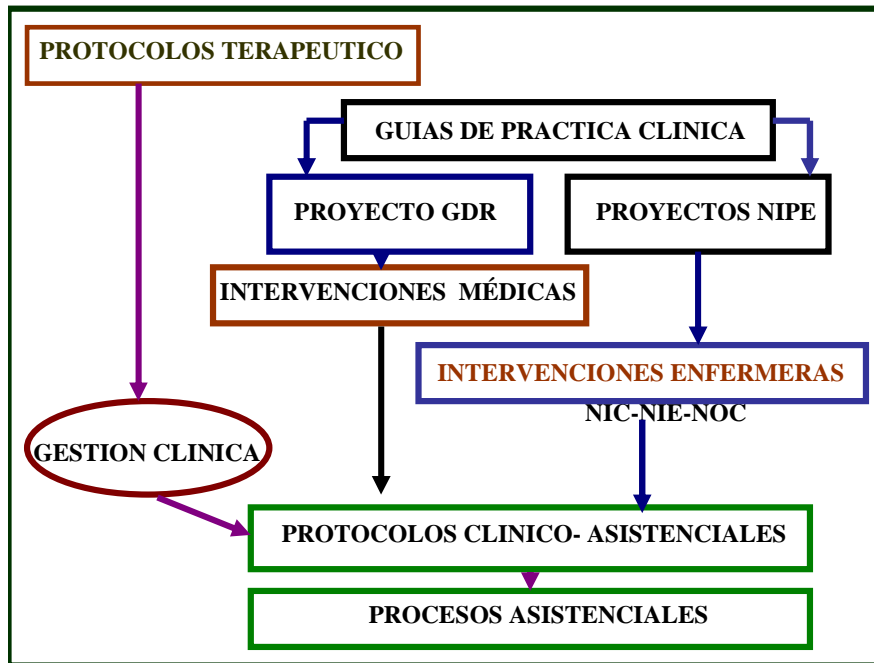 PROTOCOLOS TERAPEUTICO
GUIAS DE PRACTICA CLINICA
PROYECTO GDR
PROYECTOS NIPE
INTERVENCIONES MÉDICAS
INTERVENCIONES ENFERMERAS
NIC-NIE-NOC
GESTION CLINICA
PROTOCOLOS CLINICO- ASISTENCIALES
PROCESOS ASISTENCIALES